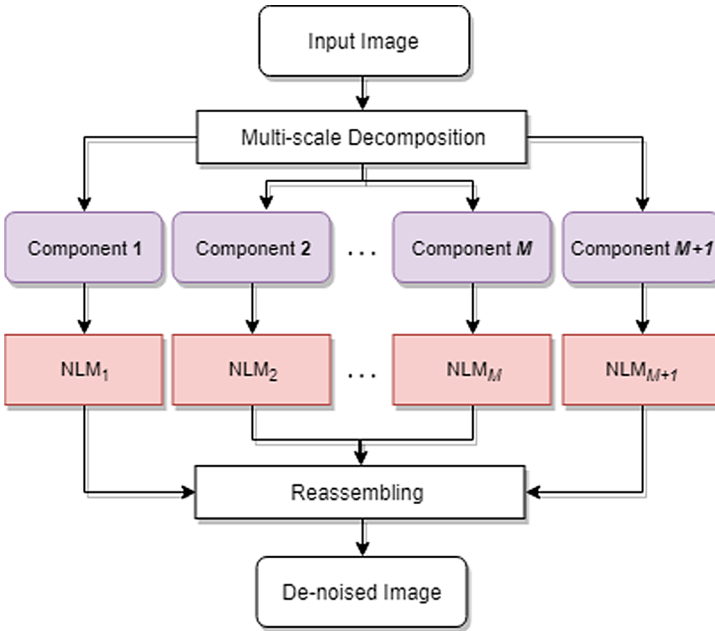 Input Image
Multi-scale Decomposition
Component 1 Component 2 ... Component M Component M+1
NLM1 NLM2 ... NLMM NLMM+1
Reassembling
De-noised Image